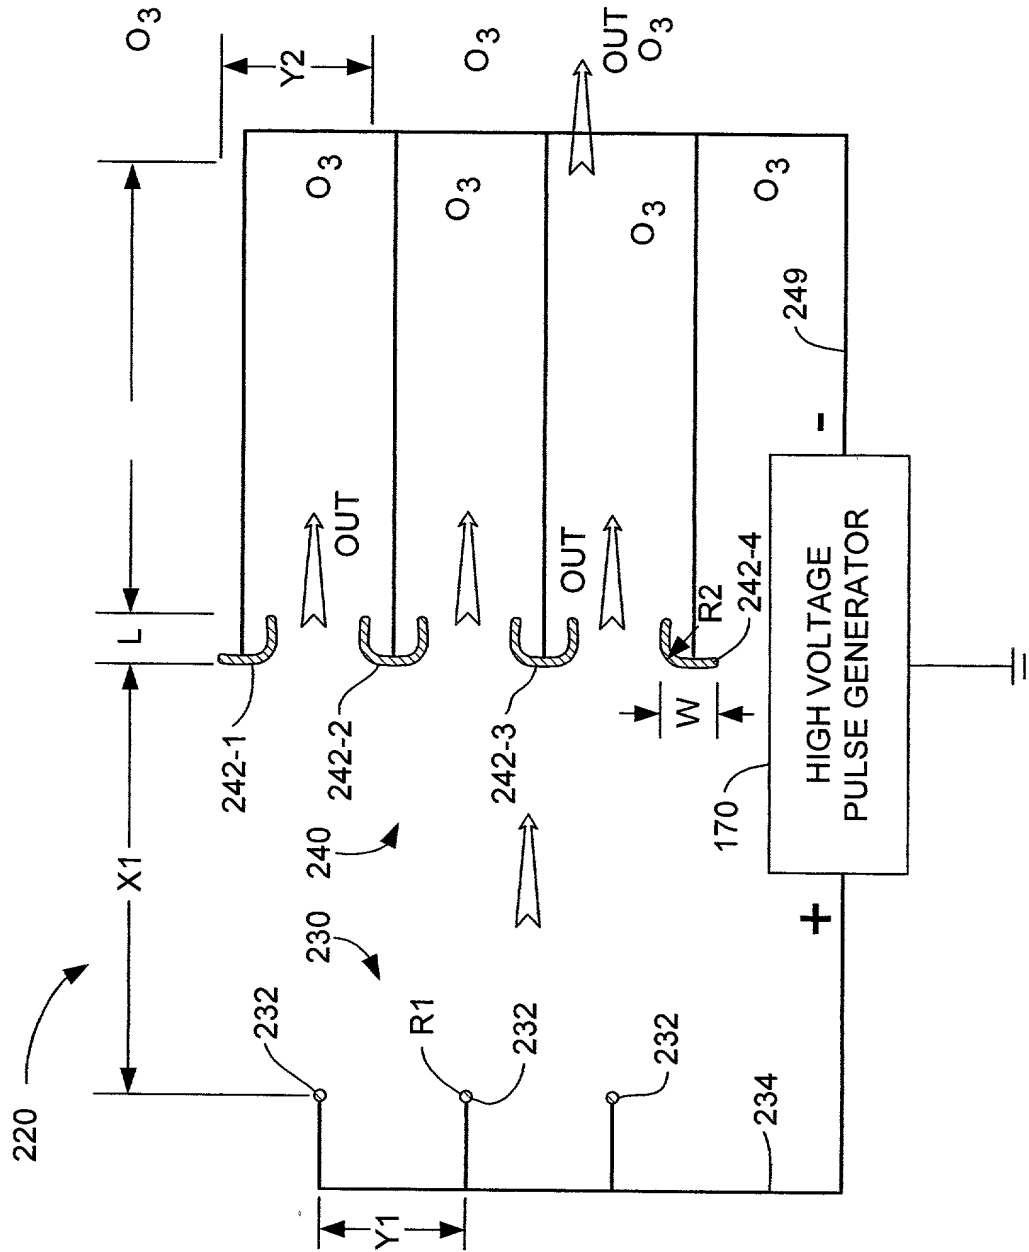 220
X1
L
Y2
O3
O3
OUT
O3
O3
O3
O3
O3
OUT
OUT
242-1
242-2
242-3
242-4
R2
W
240
230
232
R1
232
232
Y1
234
249
170
+
-
HIGH VOLTAGE
PULSE GENERATOR